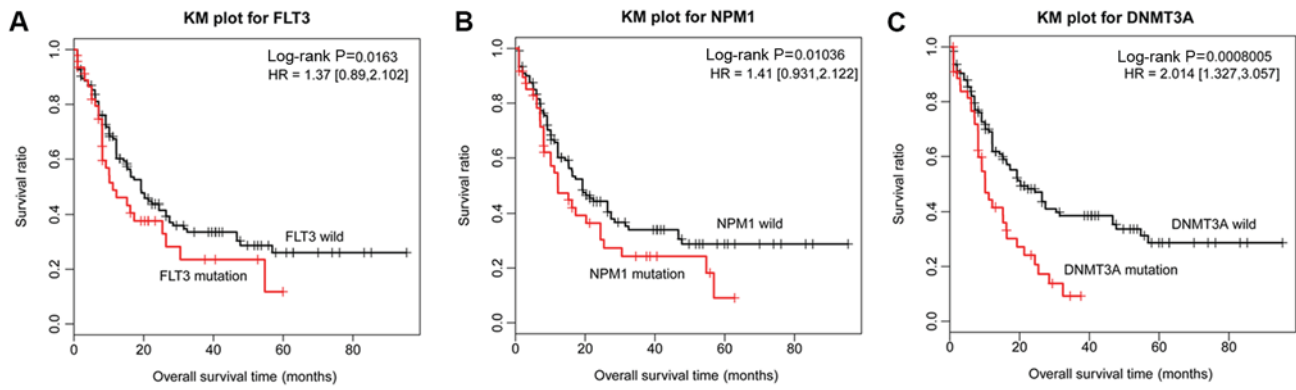 A
KM plot for FLT3
Log-rank P=0.0163
HR = 1.37 [0.89,2.102]
Survival ratio
1.0
0.8
0.6
0.4
0.2
0.0
FLT3 wild
FLT3 mutation
0 20 40 60 80
Overall survival time (months)
B
KM plot for NPM1
Log-rank P=0.01036
HR = 1.41 [0.931,2.122]
Survival ratio
1.0
0.8
0.6
0.4
0.2
0.0
NPM1 wild
NPM1 mutation
0 20 40 60 80
Overall survival time (months)
C
KM plot for DNMT3A
Log-rank P=0.0008005
HR = 2.014 [1.327,3.057]
Survival ratio
1.0
0.8
0.6
0.4
0.2
0.0
DNMT3A wild
DNMT3A mutation
0 20 40 60 80
Overall survival time (months)